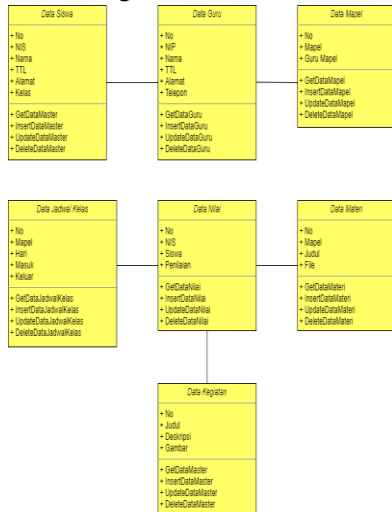 Data Siswa
+ No
+ NIS
+ Nama
+ TTL
+ Alamat
+ Kelas
+ GetDataMaster
+ InsertDataMaster
+ UpdateDataMaster
+ DeleteDataMaster
Data Guru
+ No
+ NIP
+ Nama
+ TTL
+ Alamat
+ Telepon
+ GetDataGuru
+ InsertDataGuru
+ UpdateDataGuru
+ DeleteDataGuru
Data Mapel
+ No
+ Mapel
+ Guru Mapel
+ GetDataMapel
+ InsertDataMapel
+ UpdateDataMapel
+ DeleteDataMapel
Data Jadwal Kelas
+ No
+ Mapel
+ Hari
+ Masuk
+ Keluar
+ GetDataJadwalKelas
+ InsertDataJadwalKelas
+ UpdateDataJadwalKelas
+ DeleteDataJadwalKelas
Data Nilai
+ No
+ NIS
+ Siswa
+ Penilaian
+ GetDataNilai
+ InsertDataNilai
+ UpdateDataNilai
+ DeleteDataNilai
Data Materi
+ No
+ Mapel
+ Judul
+ File
+ GetDataMateri
+ InsertDataMateri
+ UpdateDataMateri
+ DeleteDataMateri
Data Kegiatan
+ No
+ Judul
+ Deskripsi
+ Gambar
+ GetDataMaster
+ InsertDataMaster
+ UpdateDataMaster
+ DeleteDataMaster